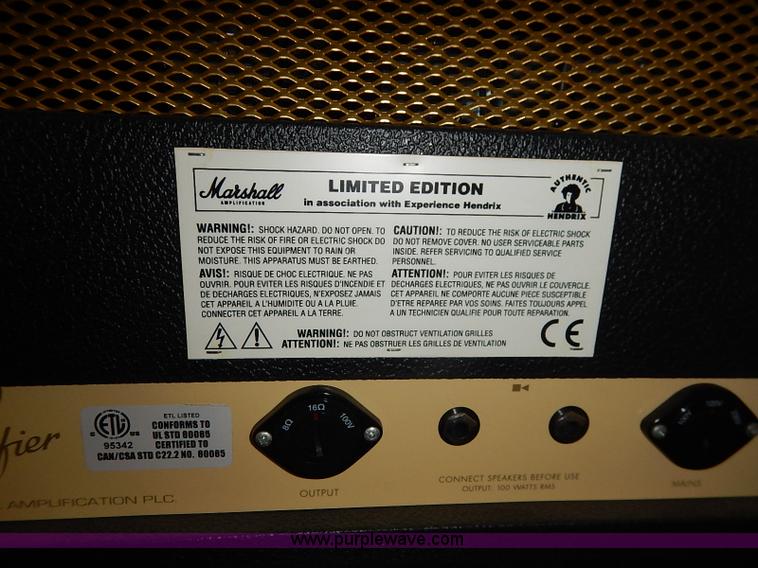 Marshall
AMPLIFICATION
LIMITED EDITION
in association with Experience Hendrix
AUTHENTIC
HENDRIX
WARNING!: SHOCK HAZARD. DO NOT OPEN. TO
REDUCE THE RISK OF FIRE OR ELECTRIC SHOCK DO
NOT EXPOSE THIS EQUIPMENT TO RAIN OR
MOISTURE. THIS APPARATUS MUST BE EARTHED.
CAUTION!: TO REDUCE THE RISK OF ELECTRIC SHOCK
DO NOT REMOVE COVER. NO USER SERVICEABLE PARTS
INSIDE. REFER SERVICING TO QUALIFIED SERVICE
PERSONNEL.
AVIS!: RISQUE DE CHOC ELECTRIQUE. NE PAS
OUVRIR. POUR EVITER LES RISQUES D'INCENDIE ET
DE DECHARGES ELECTRIQUES, N'EXPOSEZ JAMAIS
CET APPAREIL A L'HUMIDITE OU A LA PLUIE.
CONNECTER CET APPAREIL A LA TERRE.
ATTENTION!: POUR EVITER LES RISQUES DE
DECHARGES ELECTRIQUES, NE PAS OUVRIR LE COUVERCLE.
CET APPAREIL NE COMPORTE AUCUNE PIECE SUSCEPTIBLE
D'ETRE REPAREE PAR VOS SOINS. FAITES TOUJOURS APPEL
A UN TECHNICIEN QUALIFIE POUR TOUTE REPARATION.
WARNING!: DO NOT OBSTRUCT VENTILATION GRILLES
ATTENTION!: NE PAS OBSTRUER LES GRILLES DE VENTILATION
CE
fier
AMPLIFICATION PLC.
C ETL US
95342
ETL LISTED
CONFORMS TO
UL STD 60065
CERTIFIED TO
CAN/CSA STD C22.2 NO. 60065
8Ω 16Ω 100V
OUTPUT
CONNECT SPEAKERS BEFORE USE
OUTPUT: 100 WATTS RMS
MAINS
www.purplewave.com